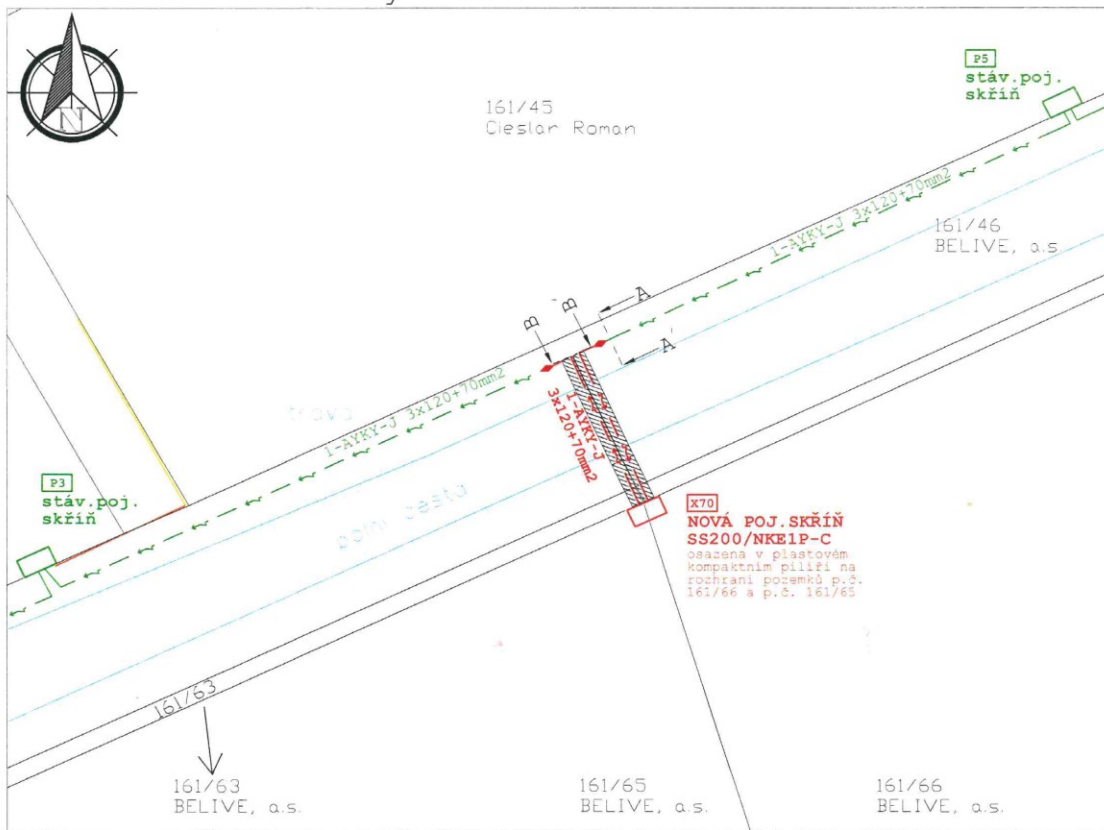 N
161/45
Cieslar Roman
P5
stáv.poj.
skříň
1-AYKY-J 3x120+70mm2
161/46
BELIVE, a.s.
A
A'
B
B
1-AYKY-J 3x120+70mm2
tráva
1-AYKY-J
3x120+70mm2
P3
stáv.poj.
skříň
polní cesta
X70
NOVÁ POJ.SKŘÍŇ
SS200/NKE1P-C
osazena v plastovém
kompaktním pilíři na
rozhraní pozemků p.č.
161/66 a p.č. 161/65
161/63
161/63
BELIVE, a.s.
161/65
BELIVE, a.s.
161/66
BELIVE, a.s.